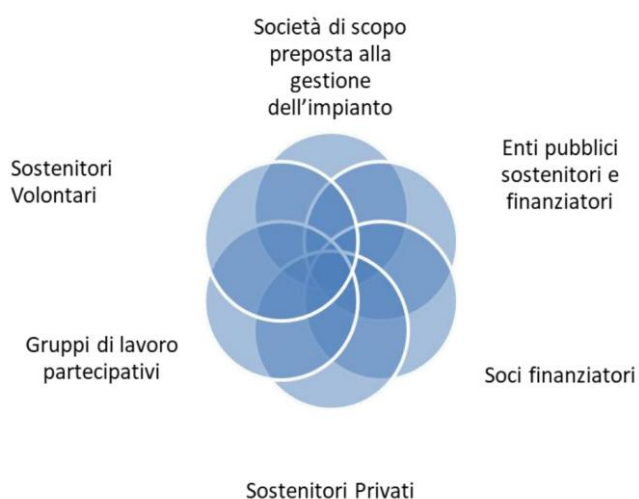 Società di scopo
preposta alla
gestione
dell’impianto
Enti pubblici
sostenitori e
finanziatori
Sostenitori
Volontari
Gruppi di lavoro
partecipativi
Soci finanziatori
Sostenitori Privati